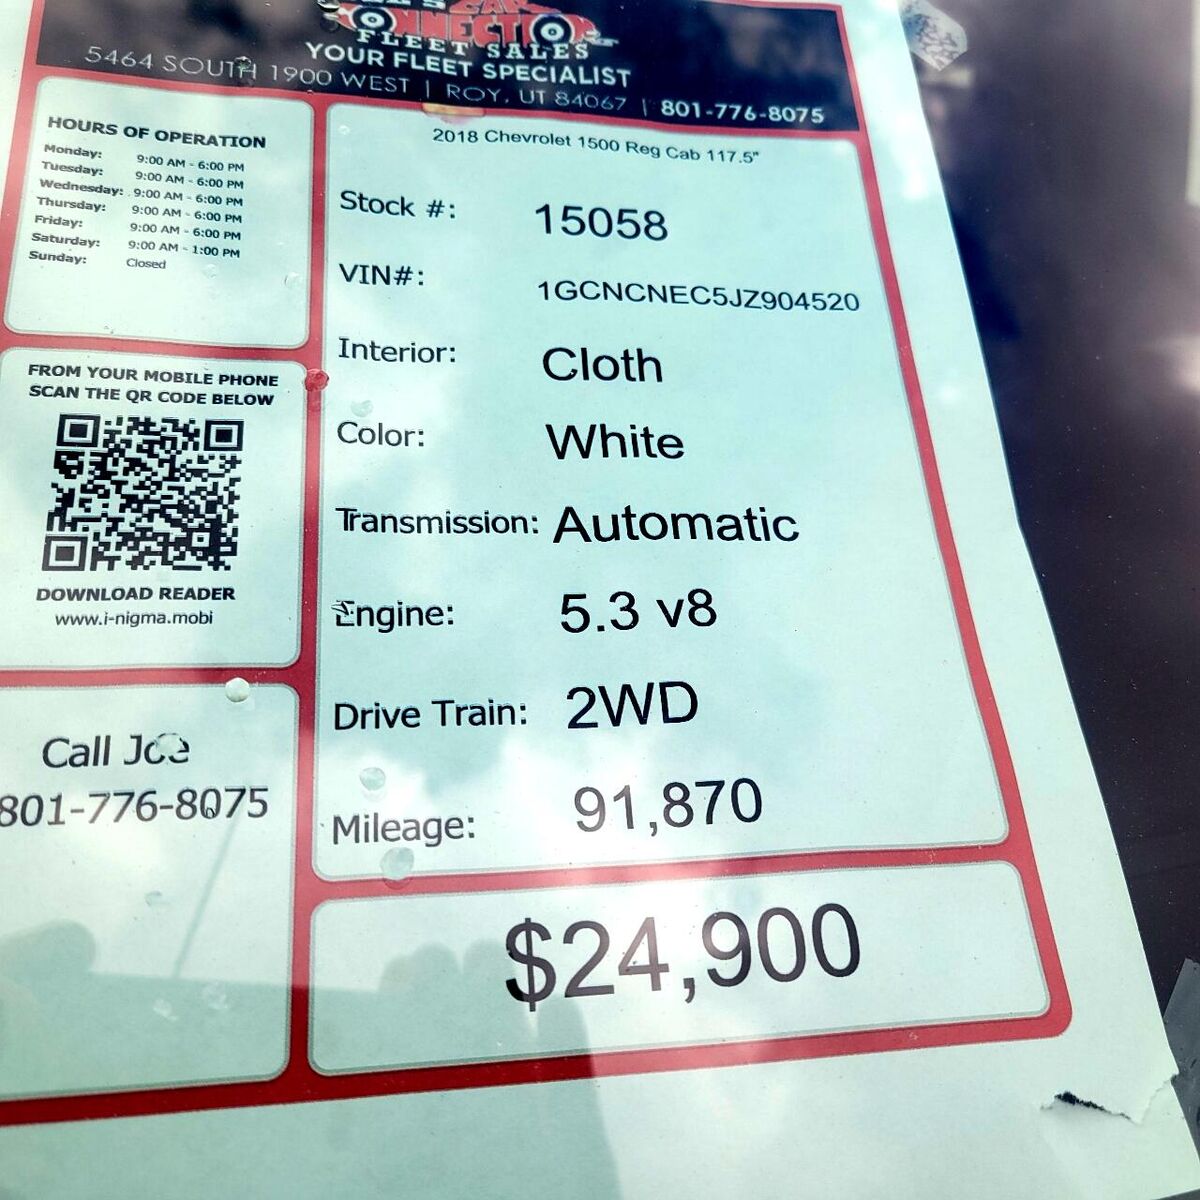 CAR
CONNECTION
FLEET SALES
YOUR FLEET SPECIALIST
5464 SOUTH 1900 WEST | ROY, UT 84067 | 801-776-8075
HOURS OF OPERATION
Monday: 9:00 AM - 6:00 PM
Tuesday: 9:00 AM - 6:00 PM
Wednesday: 9:00 AM - 6:00 PM
Thursday: 9:00 AM - 6:00 PM
Friday: 9:00 AM - 6:00 PM
Saturday: 9:00 AM - 1:00 PM
Sunday: Closed
FROM YOUR MOBILE PHONE
SCAN THE QR CODE BELOW
DOWNLOAD READER
www.i-nigma.mobi
Call Joe
801-776-8075
2018 Chevrolet 1500 Reg Cab 117.5"
Stock #: 15058
VIN#: 1GCNCNEC5JZ904520
Interior: Cloth
Color: White
Transmission: Automatic
Engine: 5.3 v8
Drive Train: 2WD
Mileage: 91,870
$24,900